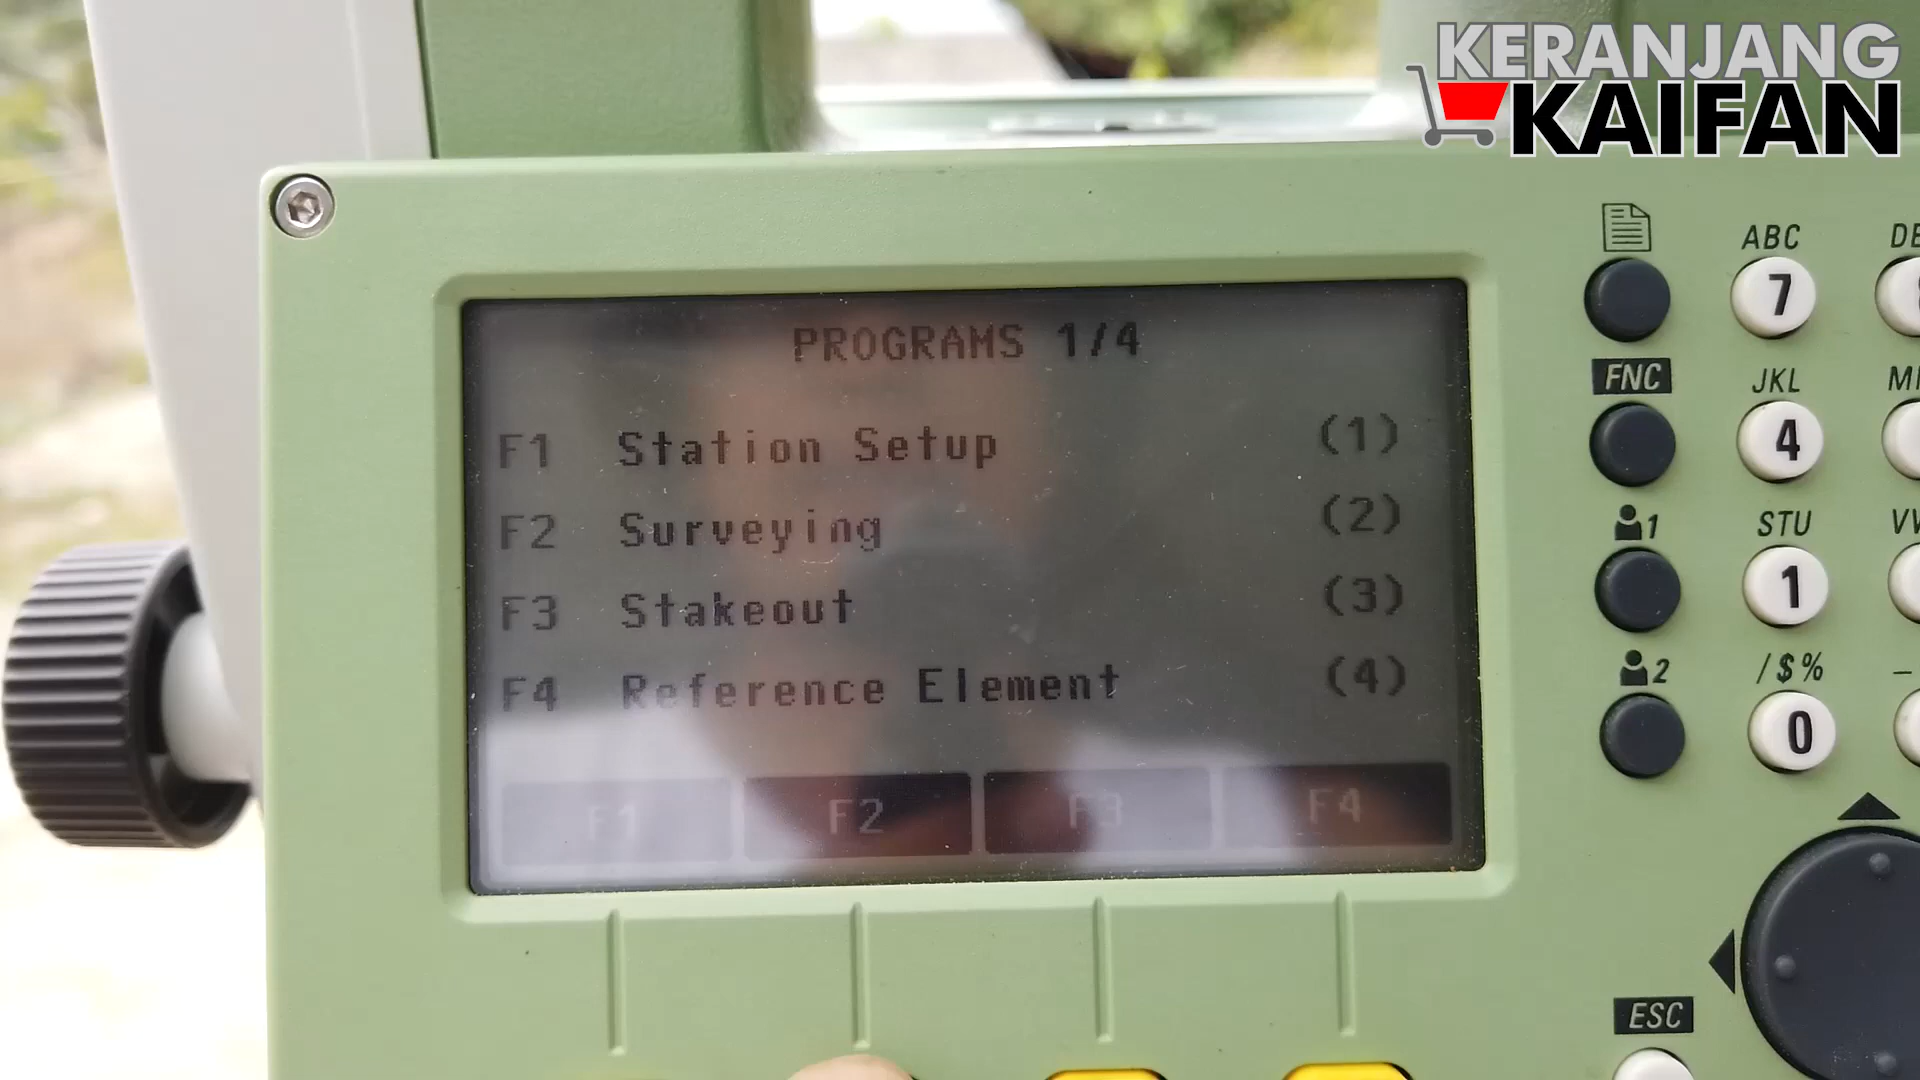 KERANJANG
KAIFAN
PROGRAMS 1/4
F1 Station Setup (1)
F2 Surveying (2)
F3 Stakeout (3)
F4 Reference Element (4)
F1 F2 F3 F4
ABC
7
FNC
JKL
4
1
STU
1
2
/$%
0
ESC